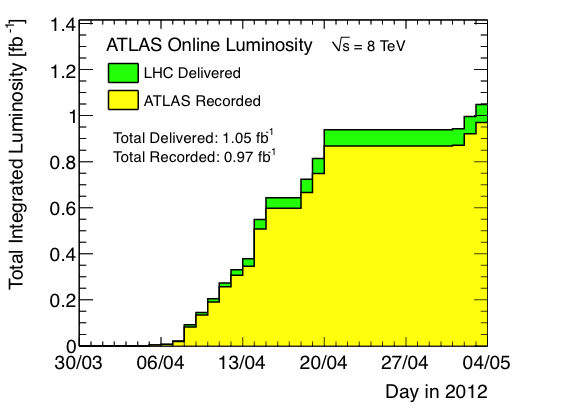 ATLAS Online Luminosity √s = 8 TeV
LHC Delivered
ATLAS Recorded
Total Delivered: 1.05 fb⁻¹
Total Recorded: 0.97 fb⁻¹
Total Integrated Luminosity [fb⁻¹]
1.4
1.2
1
0.8
0.6
0.4
0.2
0
30/03 06/04 13/04 20/04 27/04 04/05
Day in 2012